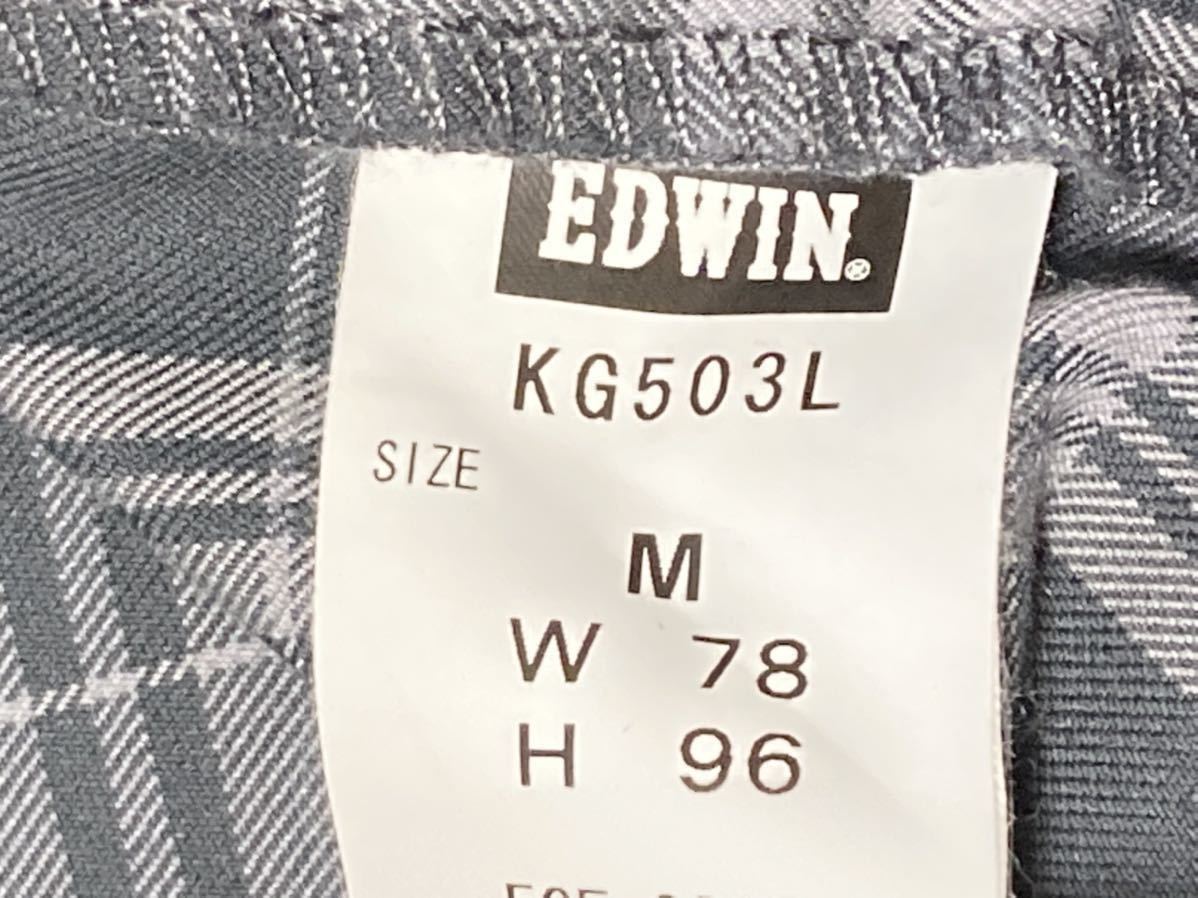 EDWIN®
KG503L
SIZE
M
W 78
H 96